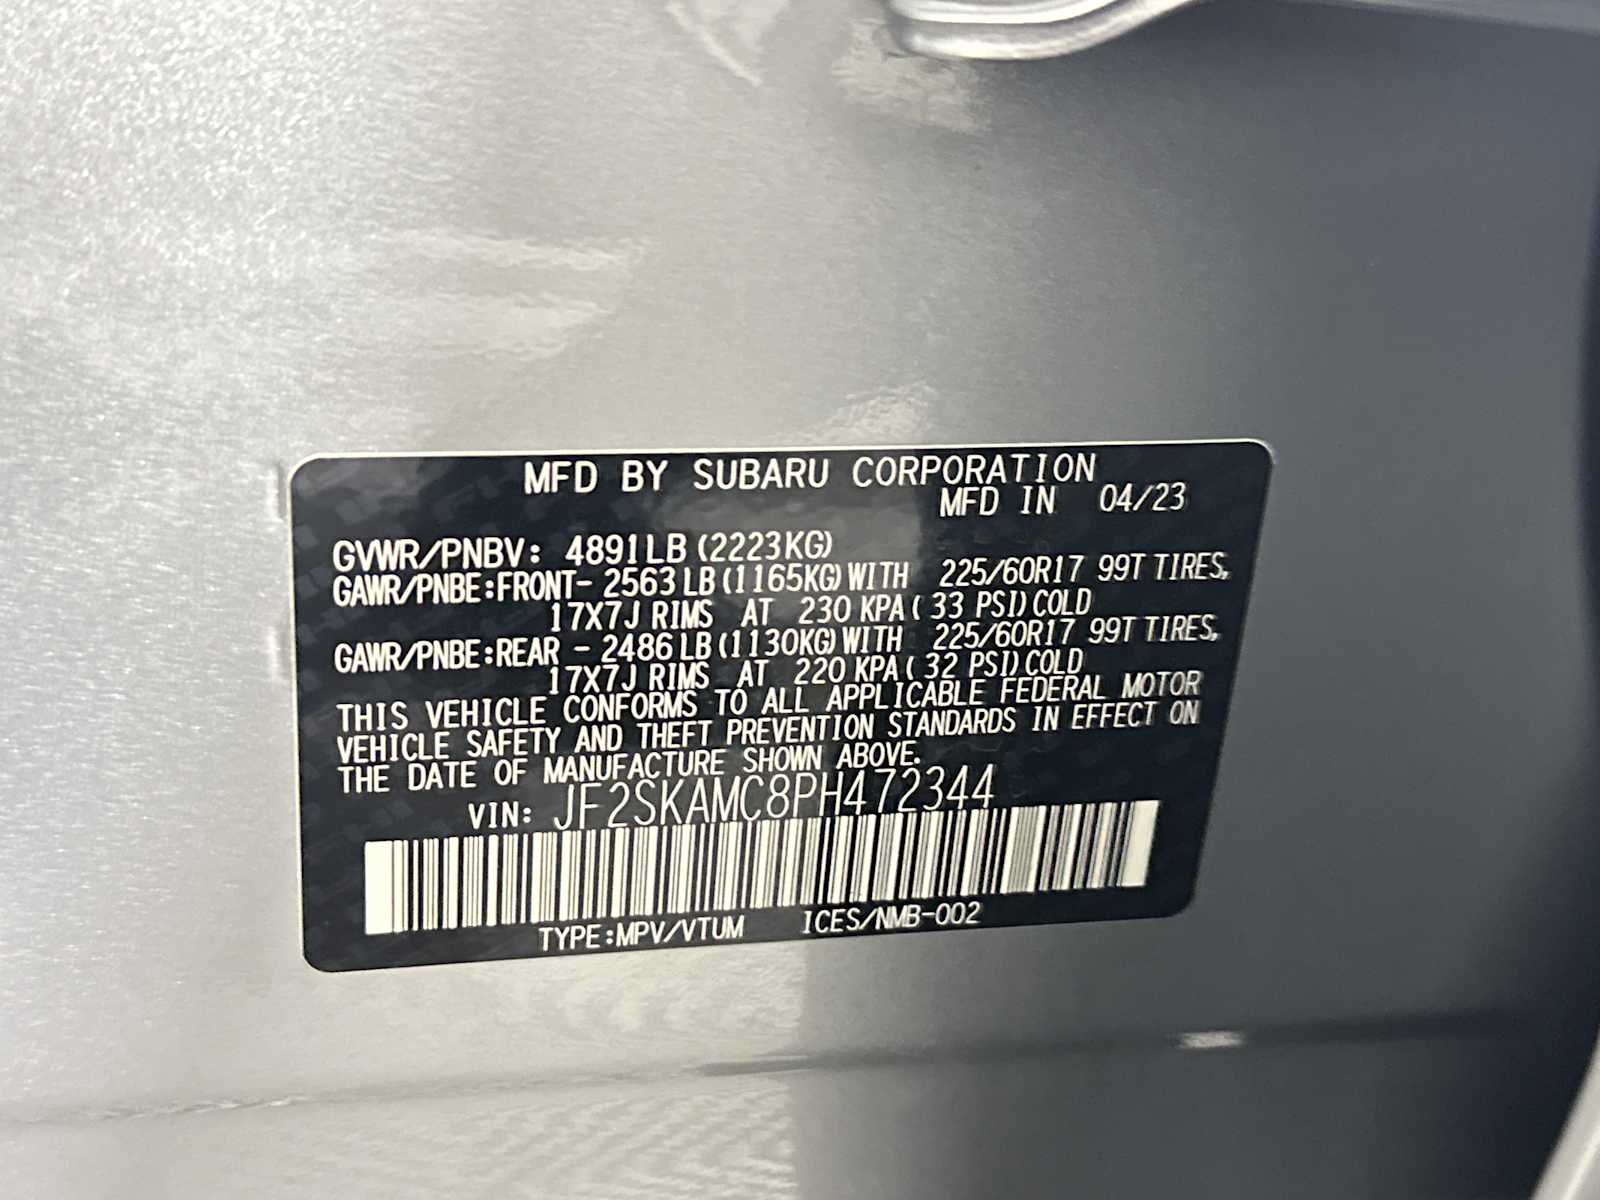 MFD BY SUBARU CORPORATION
MFD IN 04/23
GVWR/PNBV: 4891LB (2223KG)
GAWR/PNBE:FRONT- 2563 LB (1165KG) WITH 225/60R17 99T TIRES,
17X7J RIMS AT 230 KPA ( 33 PSI) COLD
GAWR/PNBE:REAR - 2486 LB (1130KG) WITH 225/60R17 99T TIRES,
17X7J RIMS AT 220 KPA ( 32 PSI) COLD
THIS VEHICLE CONFORMS TO ALL APPLICABLE FEDERAL MOTOR
VEHICLE SAFETY AND THEFT PREVENTION STANDARDS IN EFFECT ON
THE DATE OF MANUFACTURE SHOWN ABOVE.
VIN: JF2SKAMC8PH472344
TYPE:MPV/VTUM ICES/NMB-002